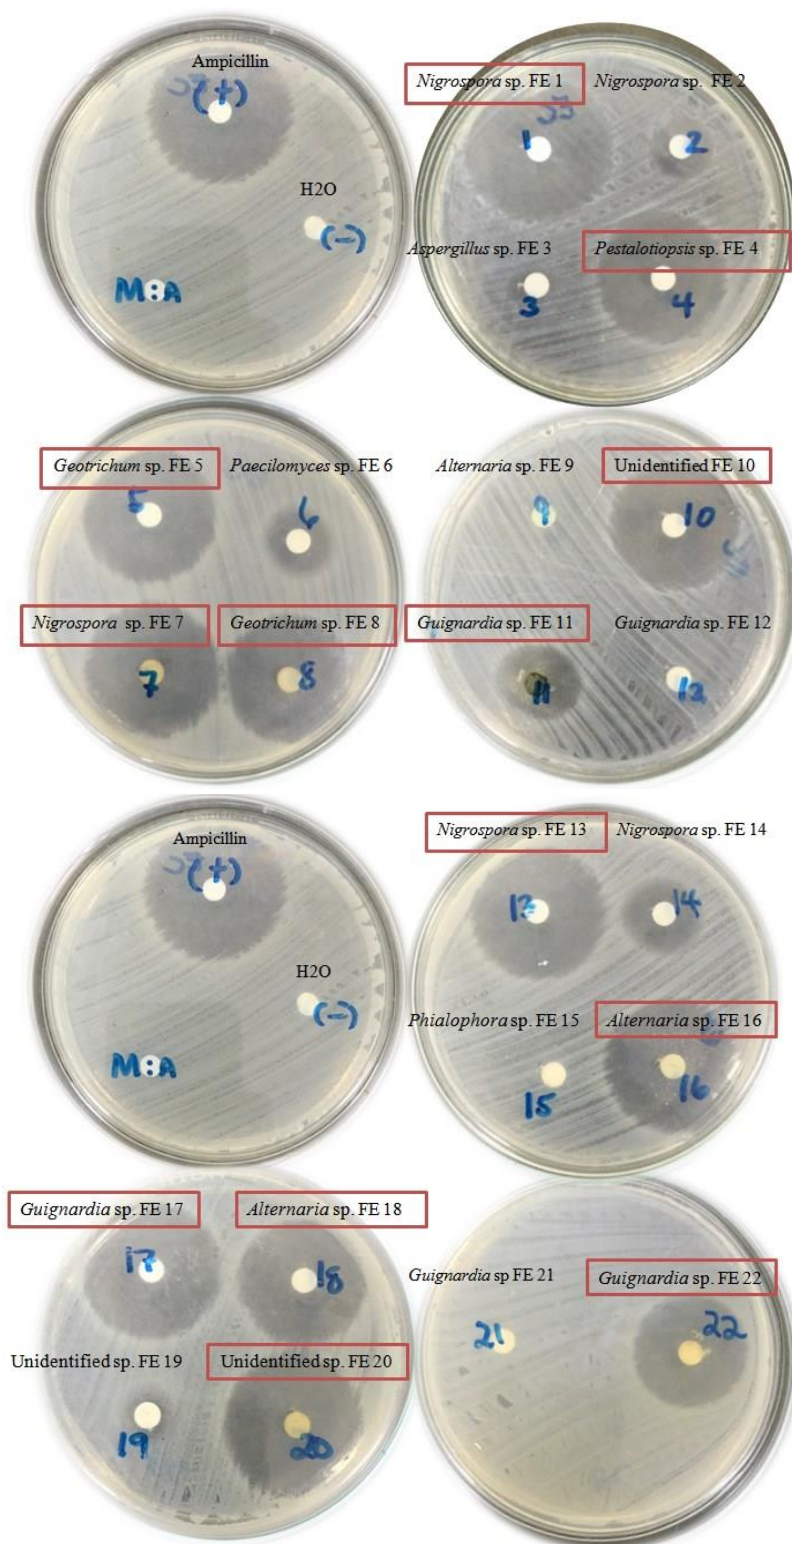 Ampicillin
(+)
H2O
(-)
M:A
Nigrospora sp. FE 1
Nigrospora sp. FE 2
1
2
Aspergillus sp. FE 3
Pestalotiopsis sp. FE 4
3
4
Geotrichum sp. FE 5
Paecilomyces sp. FE 6
5
6
Nigrospora sp. FE 7
Geotrichum sp. FE 8
7
8
Alternaria sp. FE 9
Unidentified FE 10
9
10
Guignardia sp. FE 11
Guignardia sp. FE 12
11
12
Ampicillin
(+)
H2O
(-)
M:A
Nigrospora sp. FE 13
Nigrospora sp. FE 14
13
14
Phialophora sp. FE 15
Alternaria sp. FE 16
15
16
Guignardia sp. FE 17
Alternaria sp. FE 18
17
18
Unidentified sp. FE 19
Unidentified sp. FE 20
19
20
Guignardia sp FE 21
Guignardia sp. FE 22
21
22